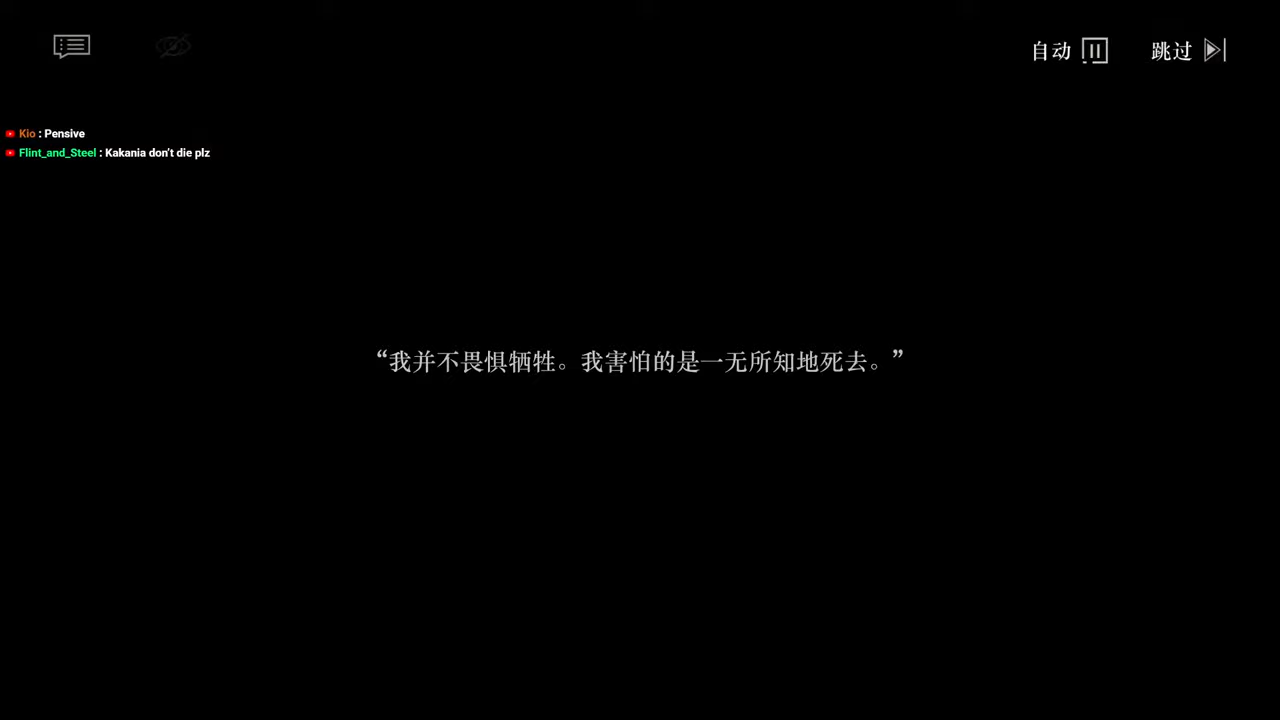 自动
跳过
Kio : Pensive
Flint_and_Steel : Kakania don't die plz
“我并不畏惧牺牲。我害怕的是一无所知地死去。”